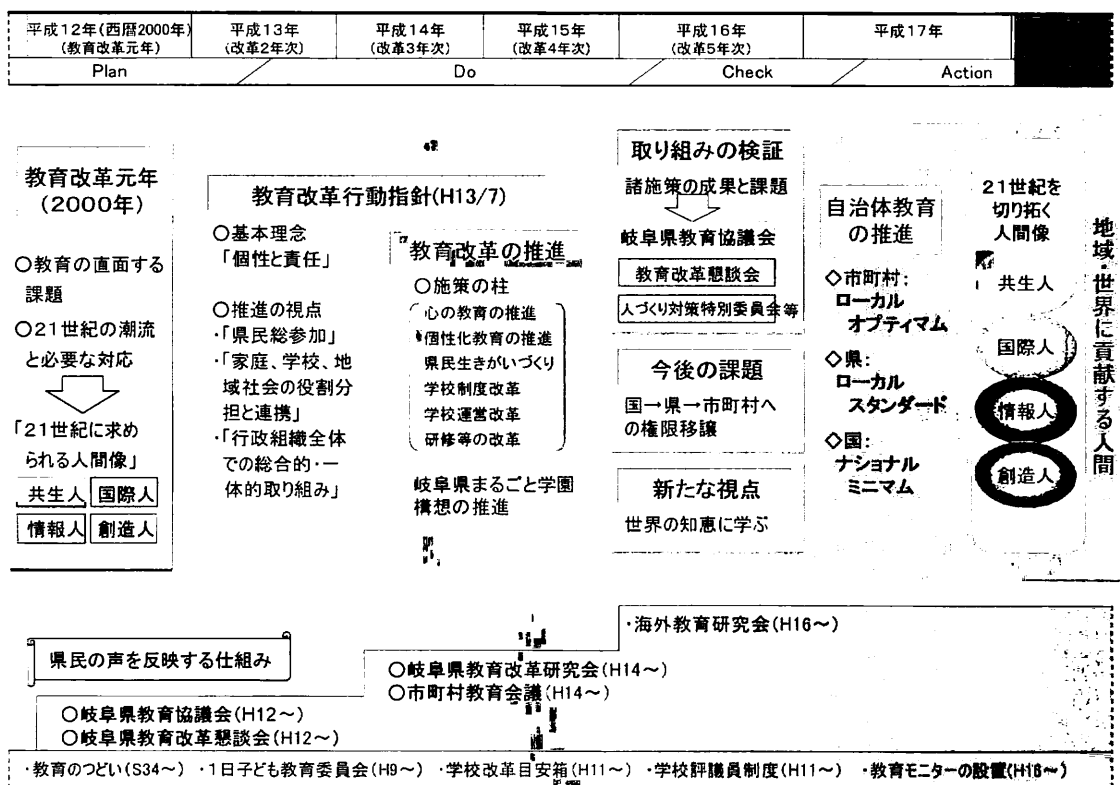 平成12年(西暦2000年)
(教育改革元年)
平成13年
(改革2年次)
平成14年
(改革3年次)
平成15年
(改革4年次)
平成16年
(改革5年次)
平成17年
Plan
Do
Check
Action
教育改革元年
(2000年)
○教育の直面する
課題
○21世紀の潮流
と必要な対応
「21世紀に求め
られる人間像」
共生人 国際人
情報人 創造人
教育改革行動指針(H13/7)
○基本理念
「個性と責任」
○推進の視点
・「県民総参加」
・「家庭、学校、地
域社会の役割分
担と連携」
・「行政組織全体
での総合的・一
体的取り組み」
教育改革の推進
○施策の柱
心の教育の推進
個性化教育の推進
県民生きがいづくり
学校制度改革
学校運営改革
研修等の改革
岐阜県まるごと学園
構想の推進
取り組みの検証
諸施策の成果と課題
岐阜県教育協議会
教育改革懇談会
人づくり対策特別委員会等
今後の課題
国→県→市町村へ
の権限移譲
新たな視点
世界の知恵に学ぶ
自治体教育
の推進
◇市町村:
ローカル
オプティマム
◇県:
ローカル
スタンダード
◇国:
ナショナル
ミニマム
21世紀を
切り拓く
人間像
共生人
国際人
情報人
創造人
地域・世界に貢献する人間
県民の声を反映する仕組み
・海外教育研究会(H16～)
○岐阜県教育改革研究会(H14～)
○市町村教育会議(H14～)
○岐阜県教育協議会(H12～)
○岐阜県教育改革懇談会(H12～)
・教育のつどい(S34～) ・1日子ども教育委員会(H9～) ・学校改革目安箱(H11～) ・学校評議員制度(H11～) ・教育モニターの設置(H16～)